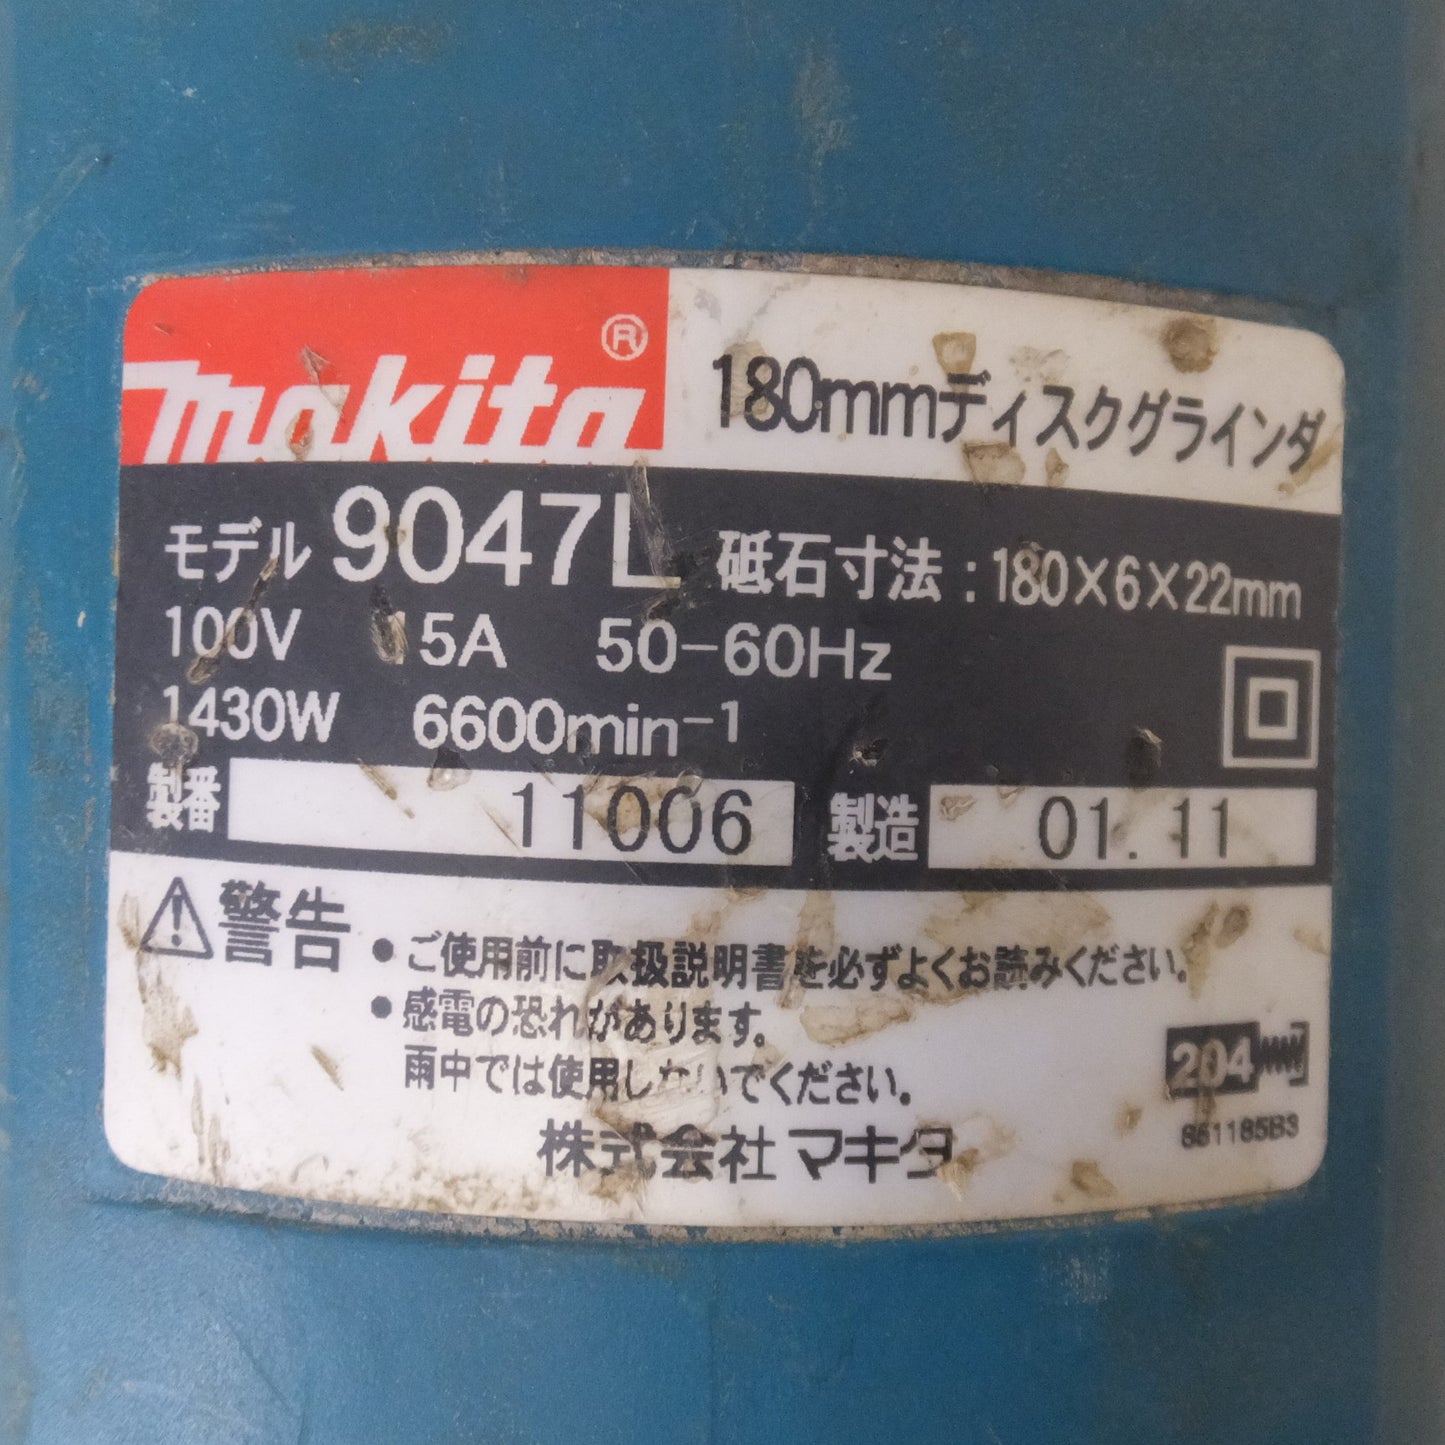 makita®
180mmディスクグラインダ
モデル 9047L 砥石寸法：180×6×22mm
100V 15A 50-60Hz
1430W 6600min-1
製番 11006 製造 01.11
警告
●ご使用前に取扱説明書を必ずよくお読みください。
●感電の恐れがあります。
雨中では使用しないでください。
204
851185B3
株式会社マキタ